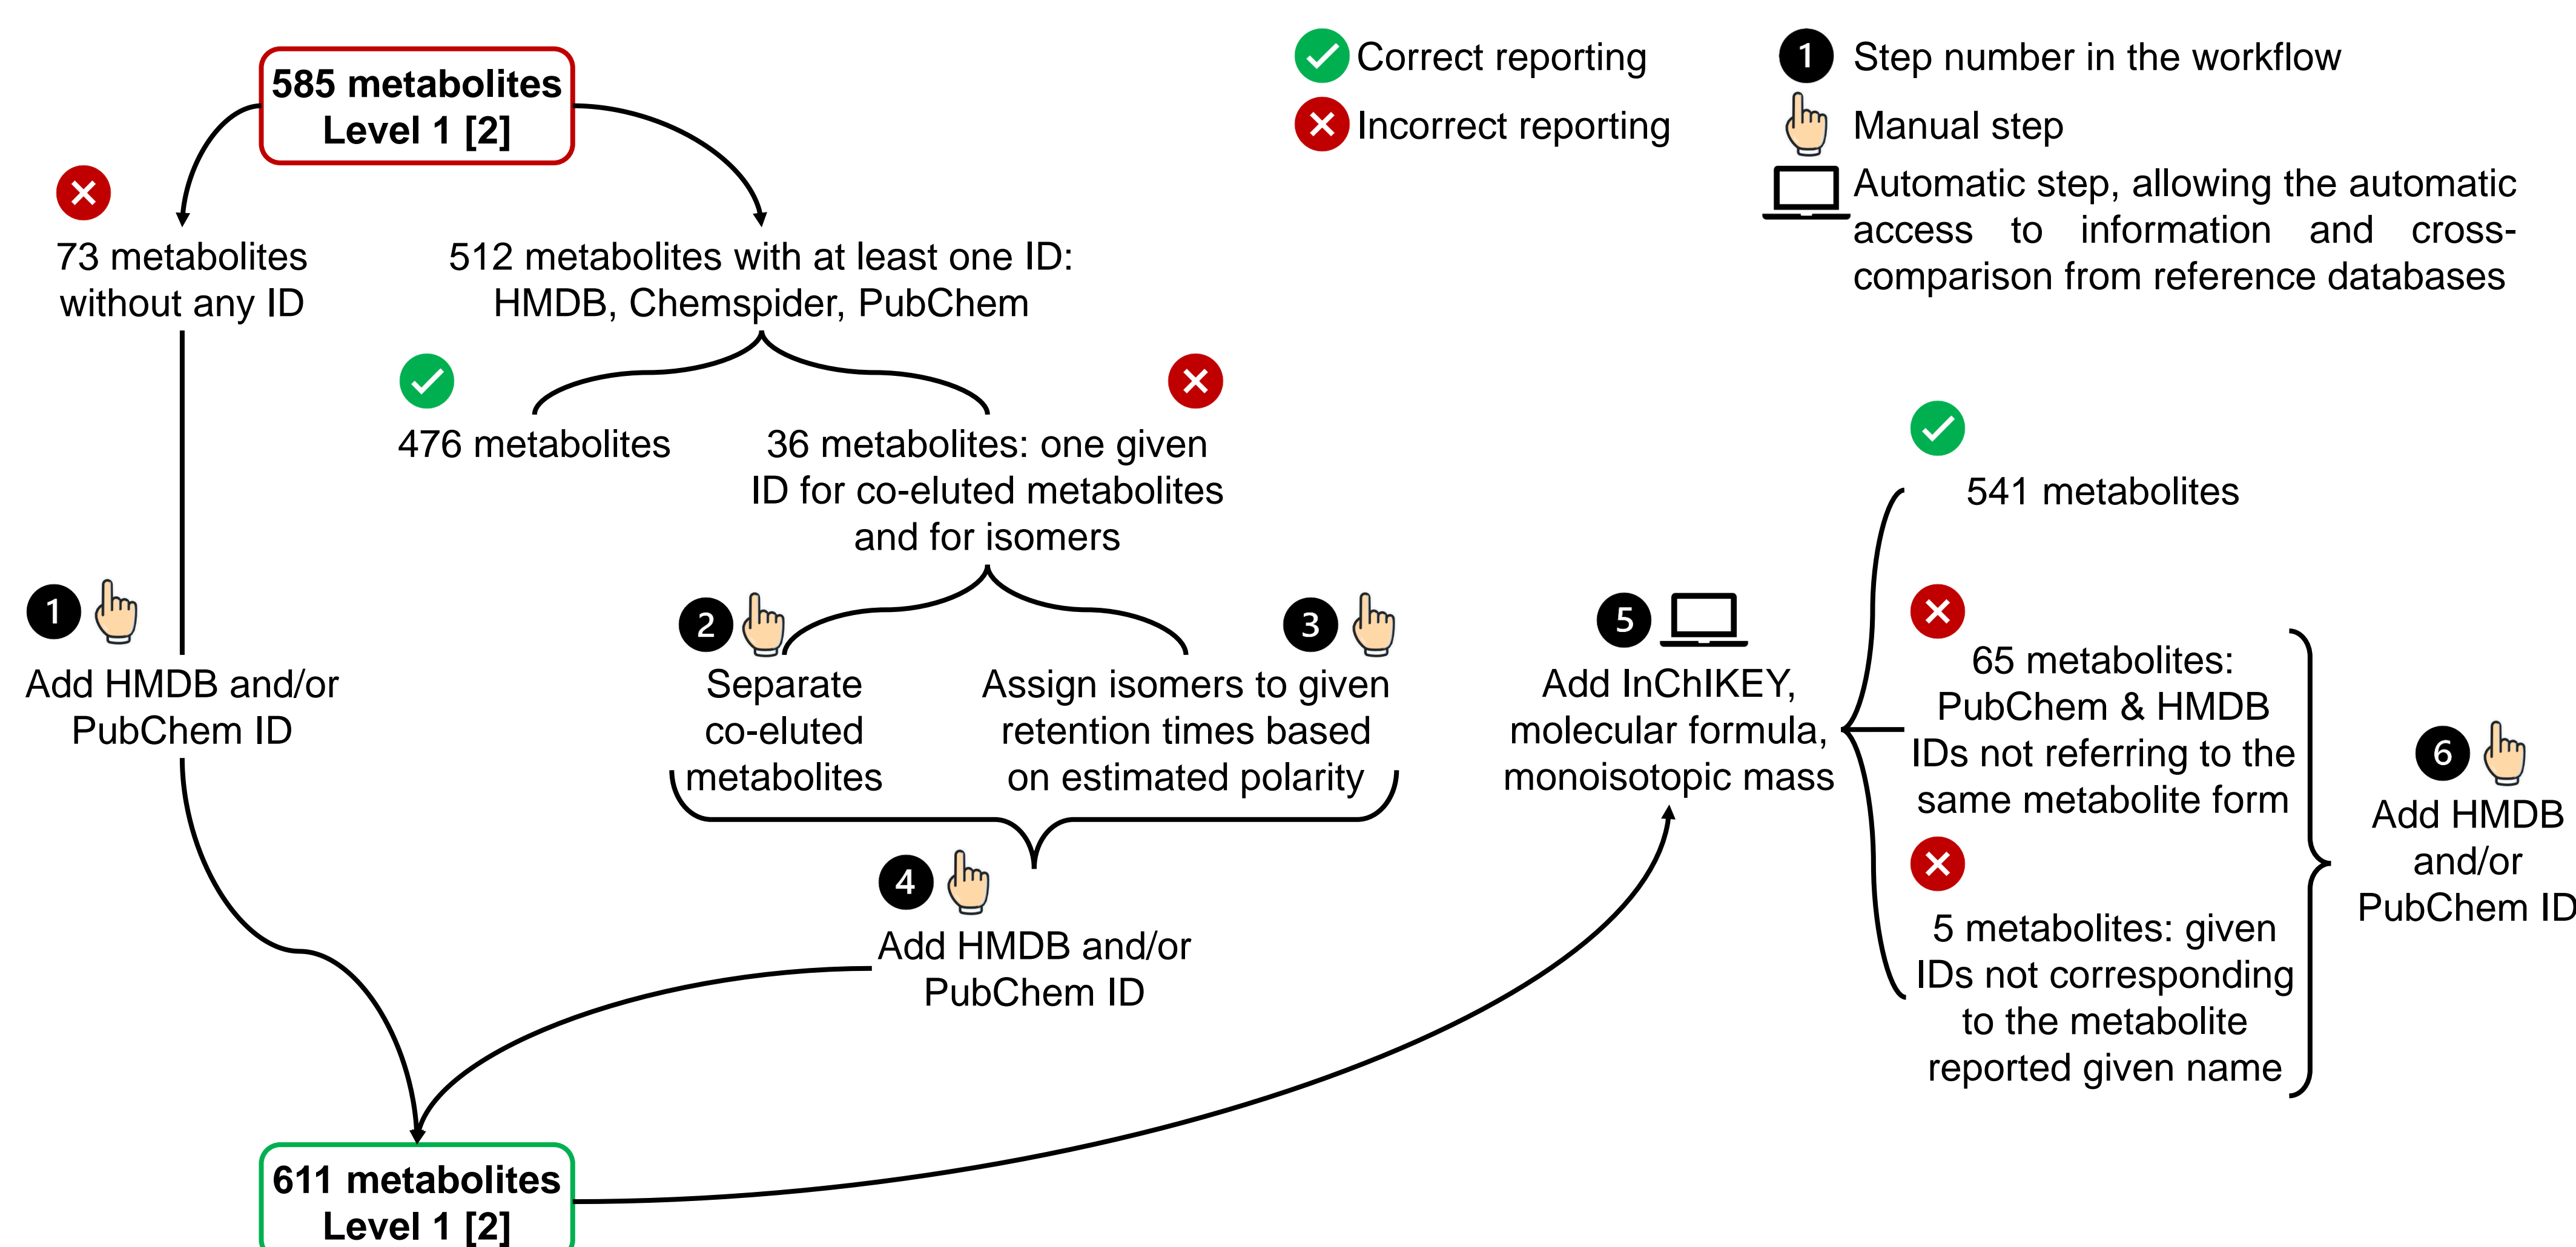 585 metabolites
Level 1 [2]
Correct reporting
Incorrect reporting
1 Step number in the workflow
Manual step
Automatic step, allowing the automatic
access to information and cross-
comparison from reference databases
73 metabolites
without any ID
512 metabolites with at least one ID:
HMDB, Chemspider, PubChem
476 metabolites
36 metabolites: one given
ID for co-eluted metabolites
and for isomers
1
Add HMDB and/or
PubChem ID
2
Separate
co-eluted
metabolites
3
Assign isomers to given
retention times based
on estimated polarity
4
Add HMDB and/or
PubChem ID
611 metabolites
Level 1 [2]
5
Add InChIKEY,
molecular formula,
monoisotopic mass
541 metabolites
65 metabolites:
PubChem & HMDB
IDs not referring to the
same metabolite form
5 metabolites: given
IDs not corresponding
to the metabolite
reported given name
6
Add HMDB
and/or
PubChem ID